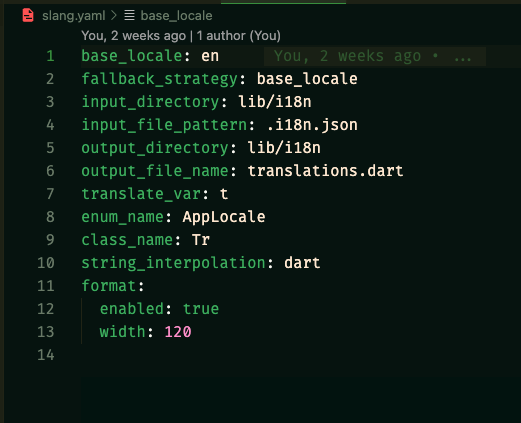 slang.yaml > base_locale
You, 2 weeks ago | 1 author (You)
1 base_locale: en You, 2 weeks ago • ...
2 fallback_strategy: base_locale
3 input_directory: lib/i18n
4 input_file_pattern: .i18n.json
5 output_directory: lib/i18n
6 output_file_name: translations.dart
7 translate_var: t
8 enum_name: AppLocale
9 class_name: Tr
10 string_interpolation: dart
11 format:
12   enabled: true
13   width: 120
14